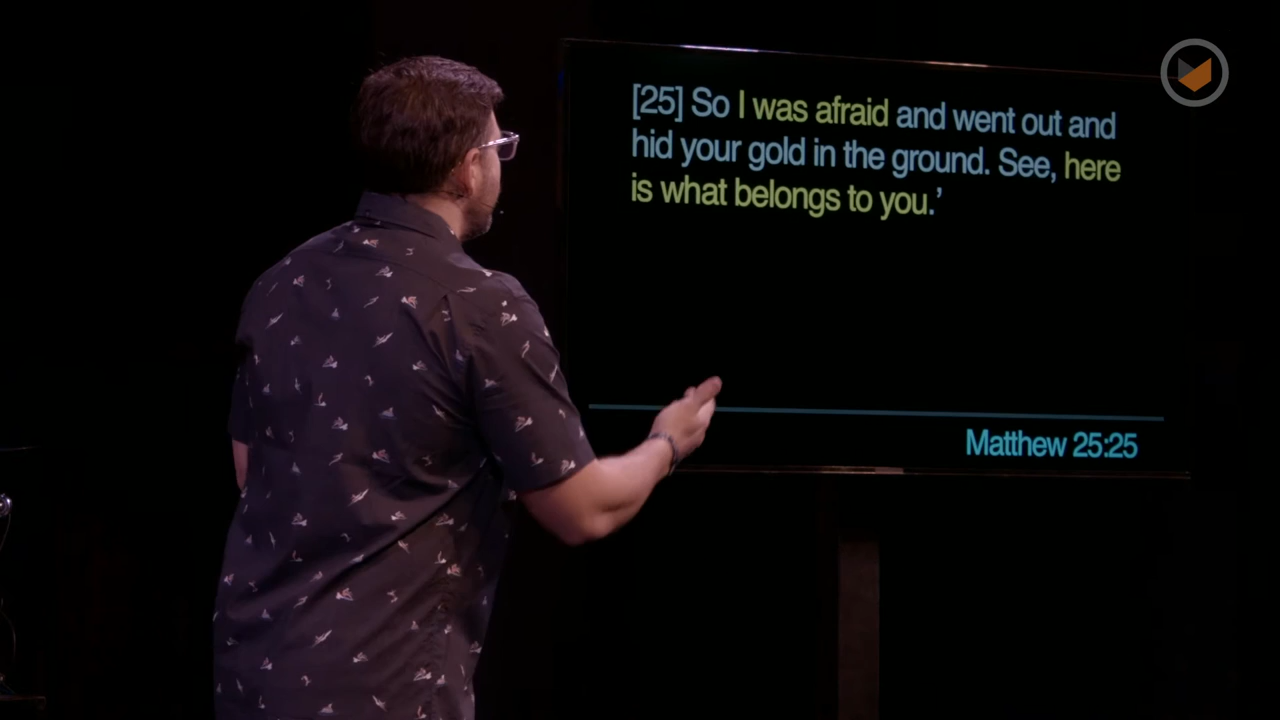 [25] So I was afraid and went out and
hid your gold in the ground. See, here
is what belongs to you.’
Matthew 25:25